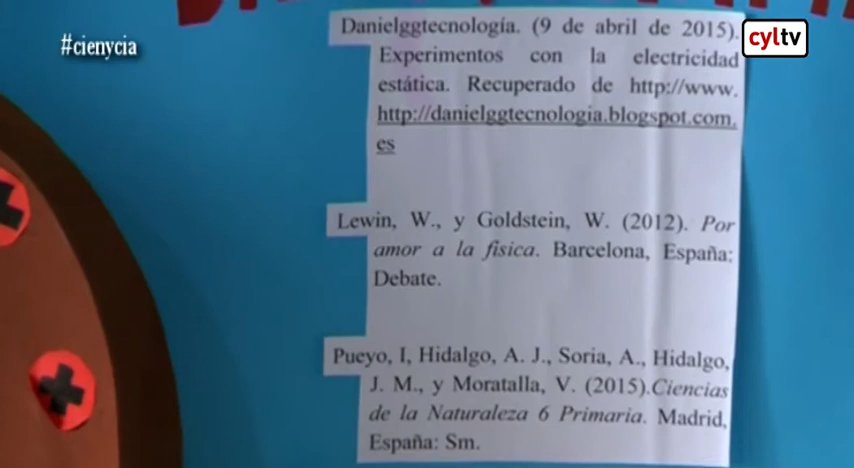 #cienycia
cyltv
Danielggtecnología. (9 de abril de 2015).
Experimentos con la electricidad
estática. Recuperado de http://www.
http://danielggtecnologia.blogspot.com.
es
Lewin, W., y Goldstein, W. (2012). Por
amor a la física. Barcelona, España:
Debate.
Pueyo, I, Hidalgo, A. J., Soria, A., Hidalgo,
J. M., y Moratalla, V. (2015).Ciencias
de la Naturaleza 6 Primaria. Madrid,
España: Sm.